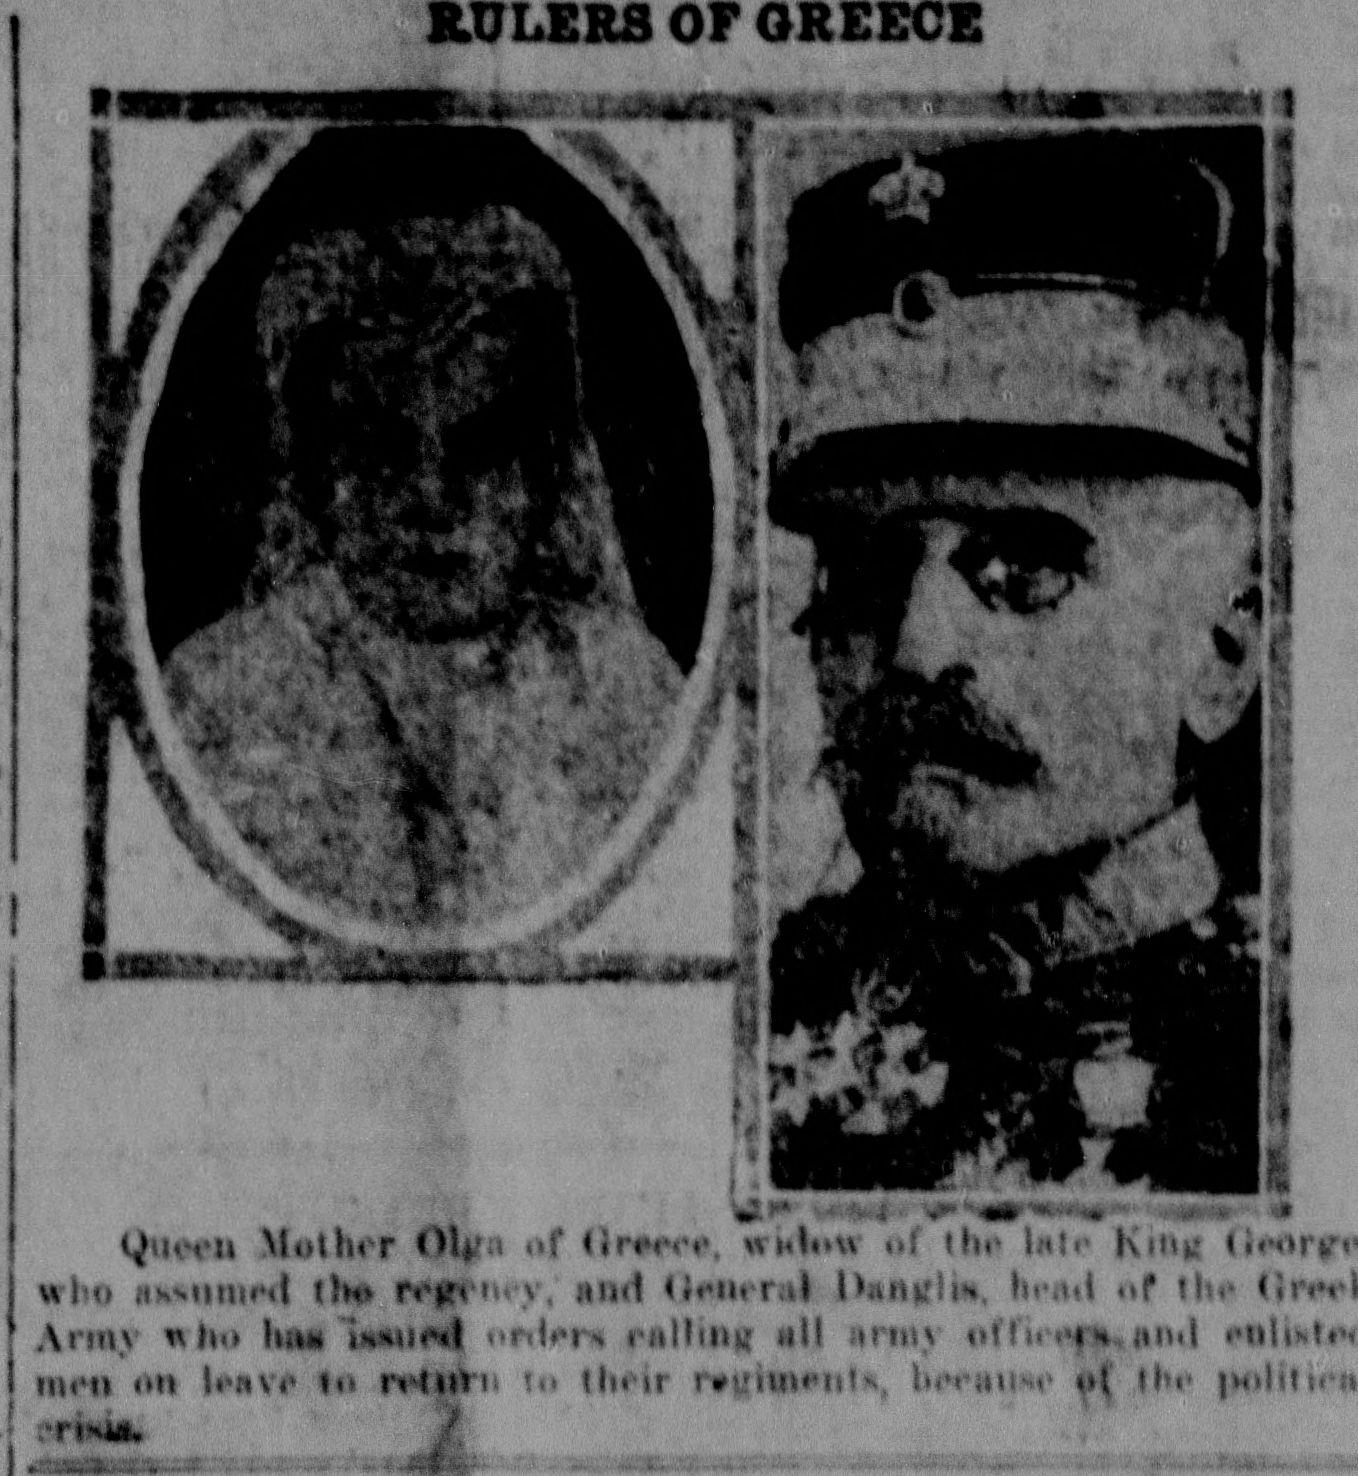 RULERS OF GREECE
Queen Mother Olga of Greece, widow of the late King George
who assumed the regency, and General Danglis, head of the Greek
Army who has issued orders calling all army officers and enlisted
men on leave to return to their regiments, because of the political
crisis.